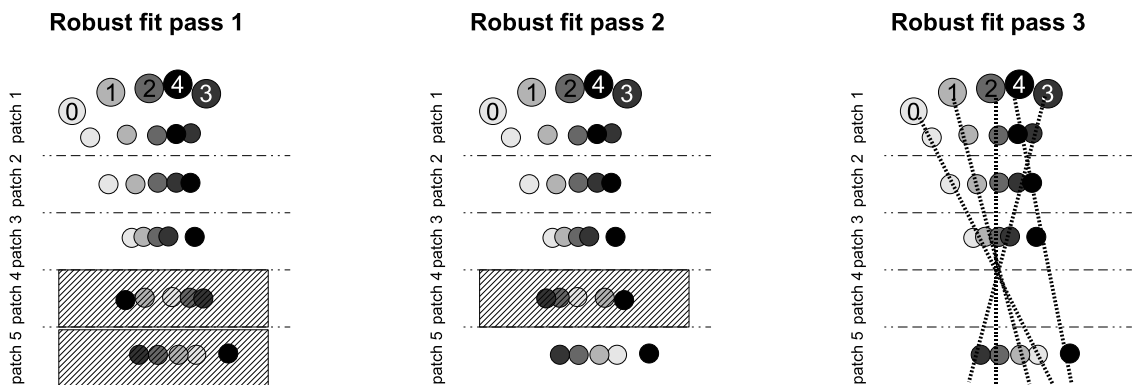 Robust fit pass 1
Robust fit pass 2
Robust fit pass 3
0 1 2 4 3
patch 1
patch 2
patch 3
patch 4
patch 5
0 1 2 4 3
patch 1
patch 2
patch 3
patch 4
patch 5
0 1 2 4 3
patch 1
patch 2
patch 3
patch 4
patch 5